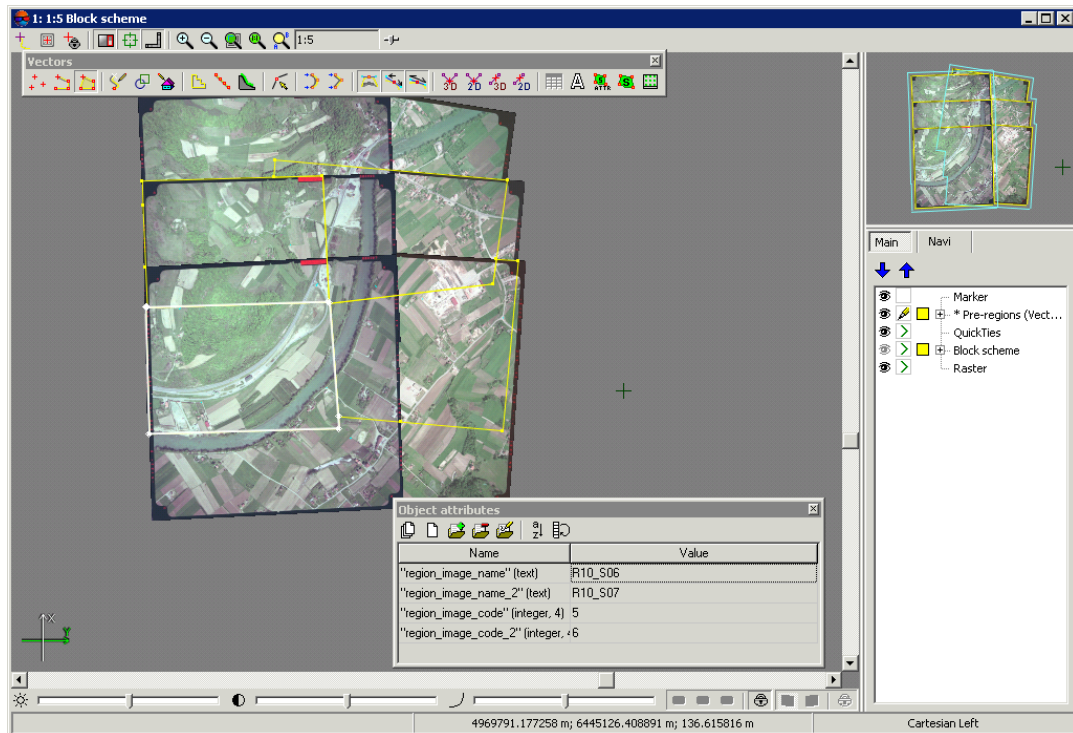 1: 1:5 Block scheme
1:5
Vectors
3D 2D 3D 2D A S ATTR S
Main Navi
Marker
* Pre-regions (Vect...
QuickTies
Block scheme
Raster
Object attributes
Name Value
"region_image_name" (text) R10_S06
"region_image_name_2" (text) R10_S07
"region_image_code" (integer, 4) 5
"region_image_code_2" (integer, 4 6
X
Y
4969791.177258 m; 6445126.408891 m; 136.615816 m Cartesian Left